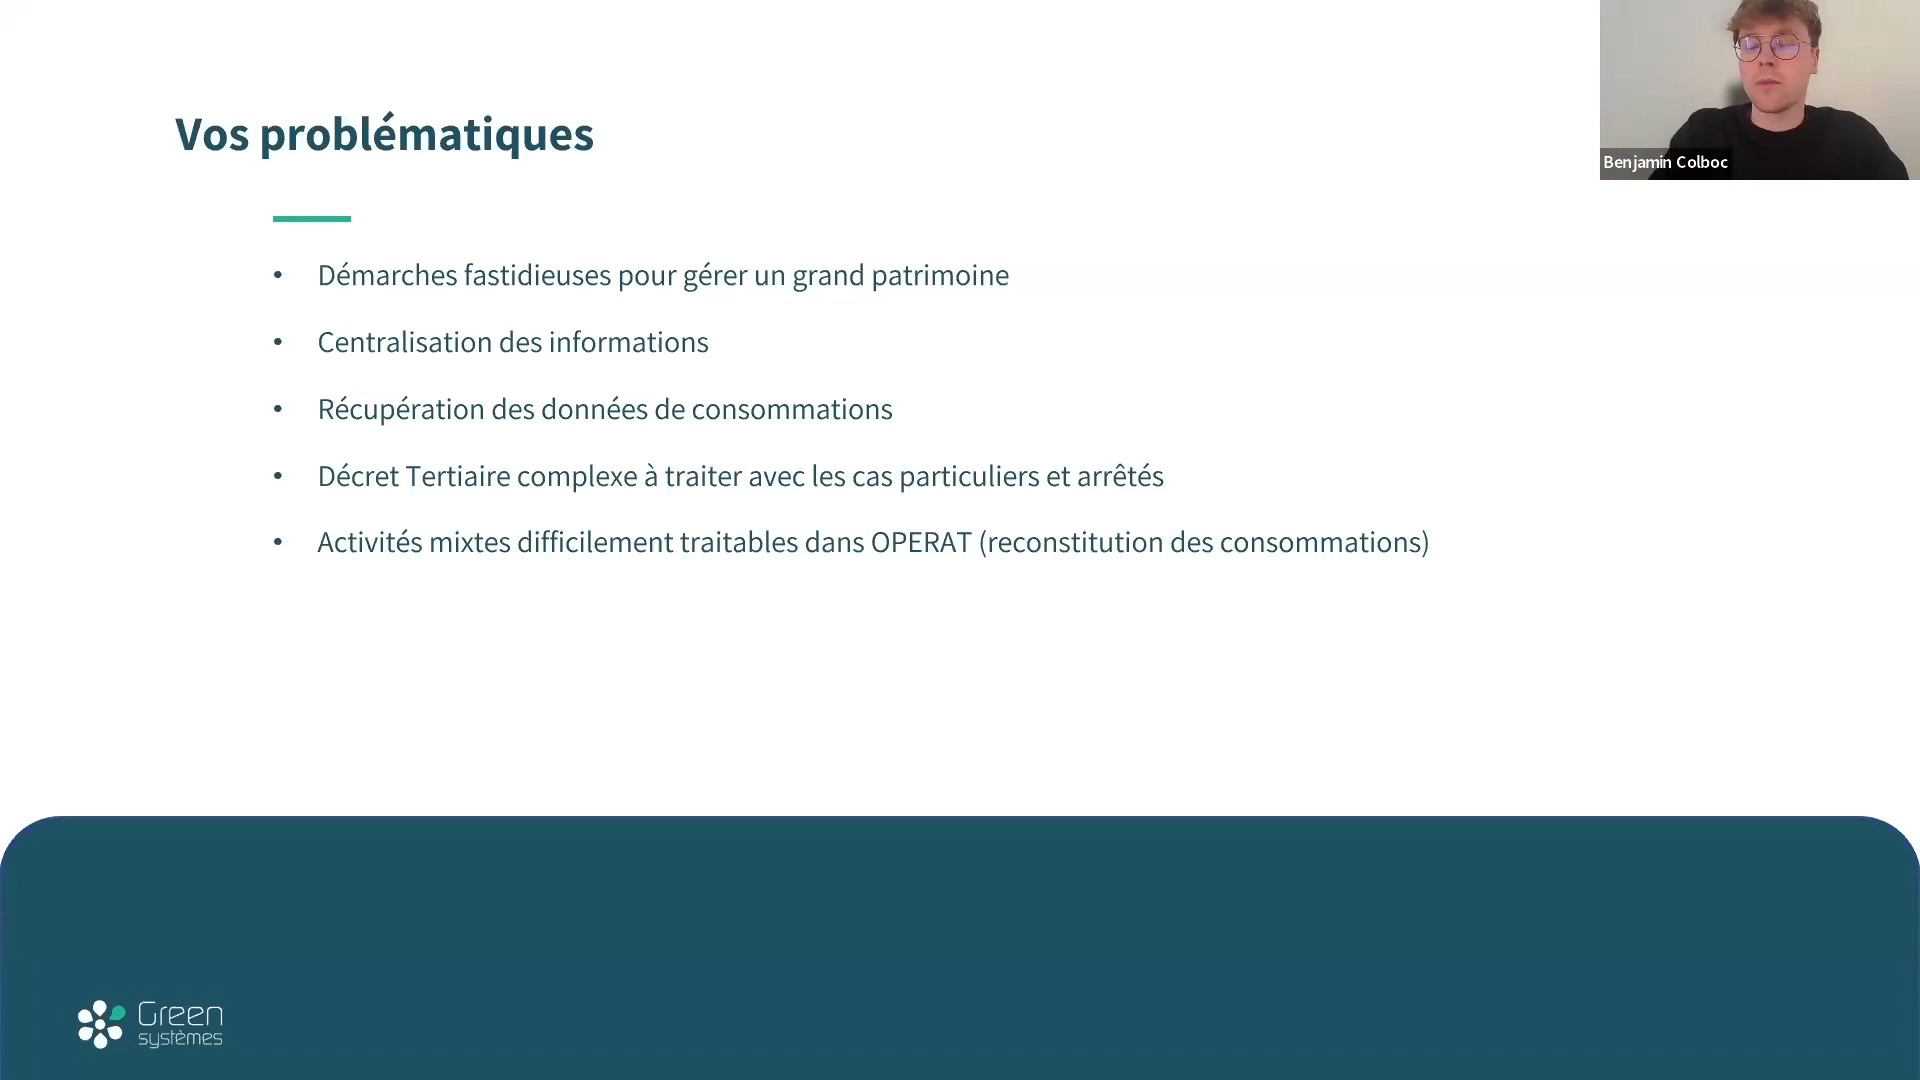 Vos problématiques
Benjamin Colboc
• Démarches fastidieuses pour gérer un grand patrimoine
• Centralisation des informations
• Récupération des données de consommations
• Décret Tertiaire complexe à traiter avec les cas particuliers et arrêtés
• Activités mixtes difficilement traitables dans OPERAT (reconstitution des consommations)
Green
systèmes